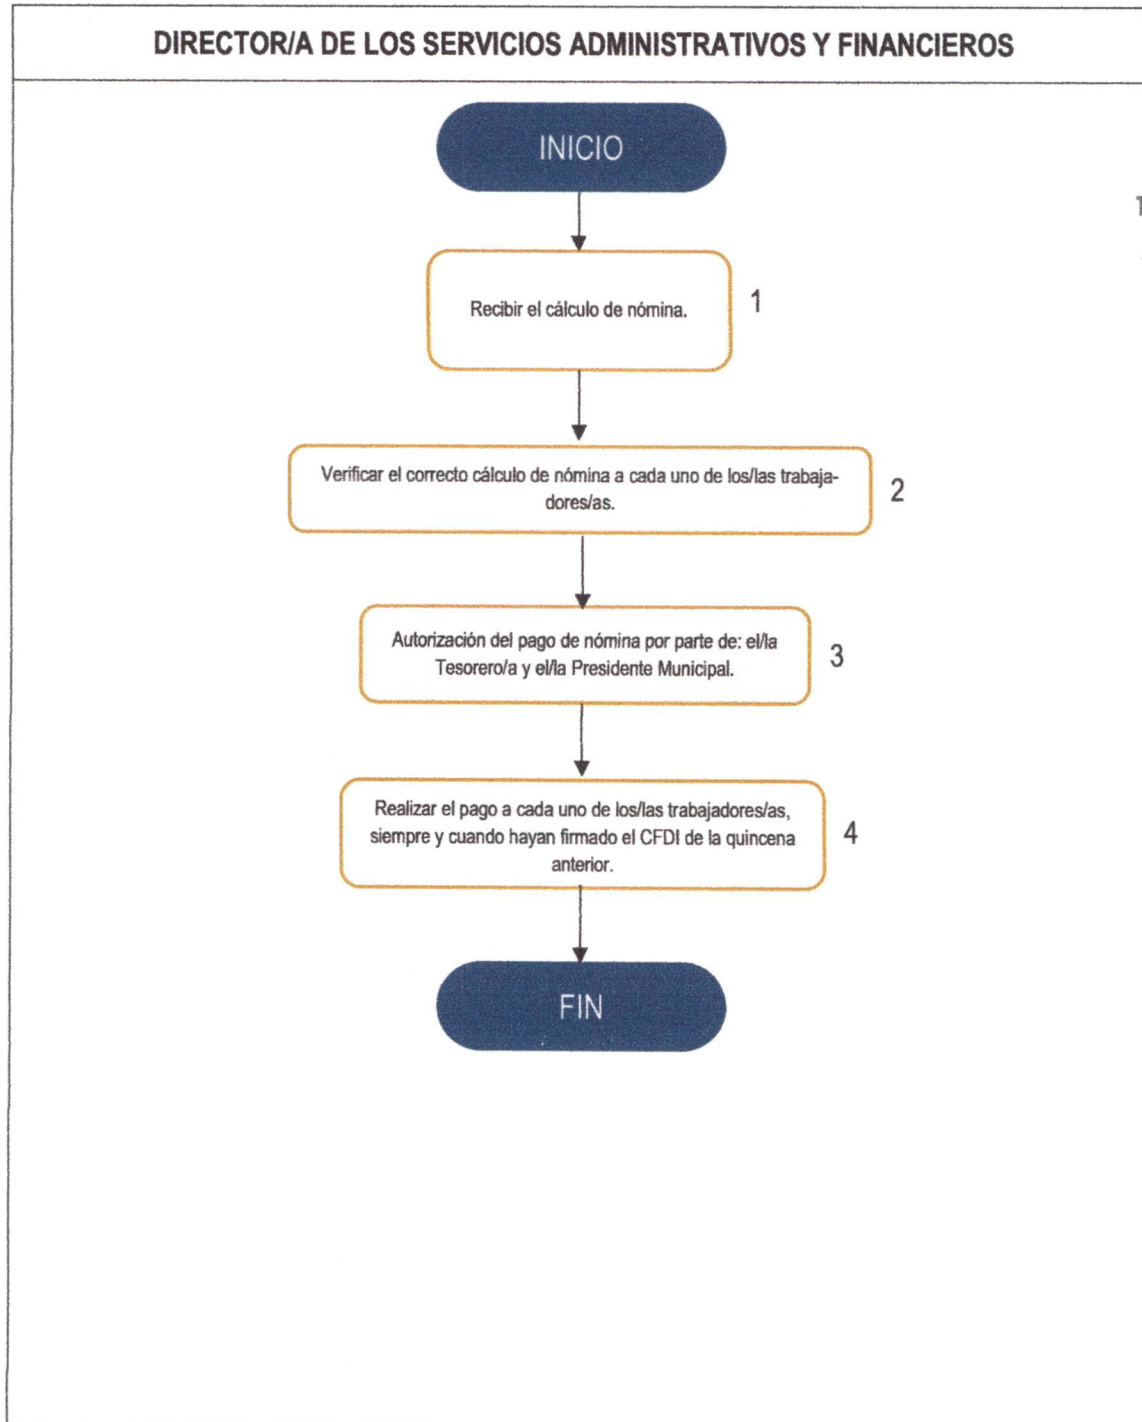 DIRECTOR/A DE LOS SERVICIOS ADMINISTRATIVOS Y FINANCIEROS
INICIO
Recibir el cálculo de nómina.
1
Verificar el correcto cálculo de nómina a cada uno de los/las trabaja-
dores/as.
2
Autorización del pago de nómina por parte de: el/la
Tesorero/a y el/la Presidente Municipal.
3
Realizar el pago a cada uno de los/las trabajadores/as,
siempre y cuando hayan firmado el CFDI de la quincena
anterior.
4
FIN